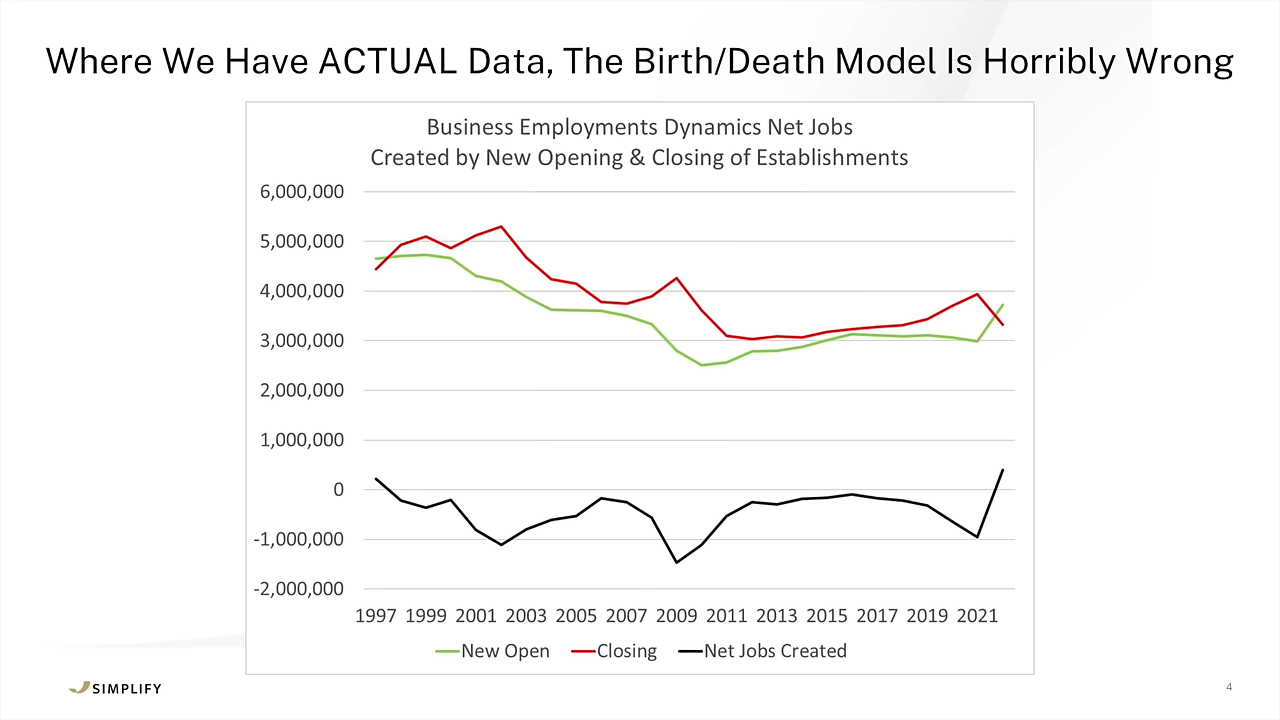 Where We Have ACTUAL Data, The Birth/Death Model Is Horribly Wrong
Business Employments Dynamics Net Jobs
Created by New Opening & Closing of Establishments
6,000,000
5,000,000
4,000,000
3,000,000
2,000,000
1,000,000
0
-1,000,000
-2,000,000
1997 1999 2001 2003 2005 2007 2009 2011 2013 2015 2017 2019 2021
New Open Closing Net Jobs Created
SIMPLIFY
4